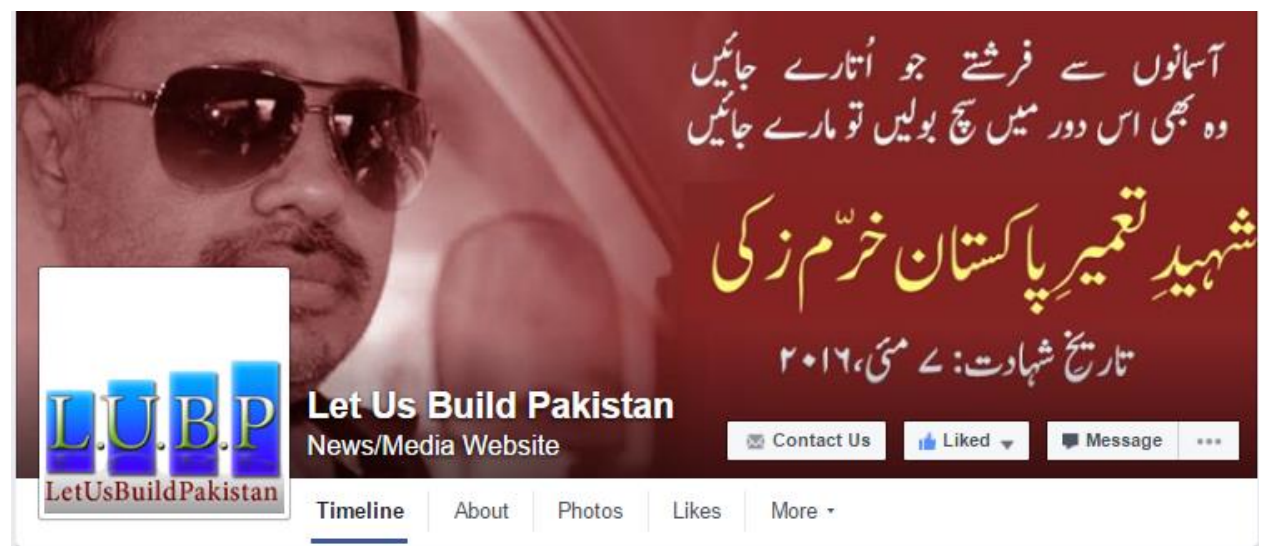 آسمانوں سے فرشتے جو اُتارے جائیں
وہ بھی اس دور میں سچ بولیں تو مارے جائیں
شہیدِ تعمیرِ پاکستان خرّم زکی
تاریخِ شہادت: ۷ مئی، ۲۰۱۶
L.U.B.P
LetUsBuildPakistan
Let Us Build Pakistan
News/Media Website
Contact Us Liked Message
Timeline About Photos Likes More